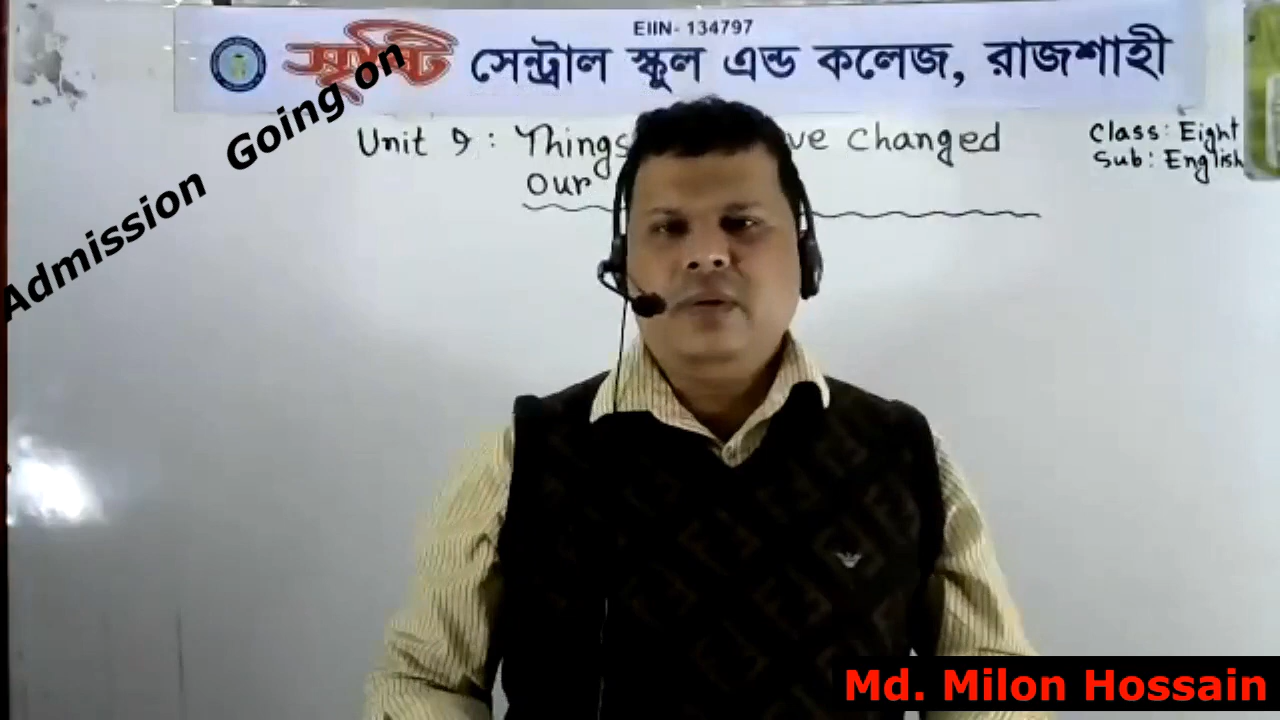 EIIN- 134797
সৃষ্টি সেন্ট্রাল স্কুল এন্ড কলেজ, রাজশাহী
Admission Going on
Unit 9 : Things ve Changed
Our
Class: Eight
Sub: English
Md. Milon Hossain